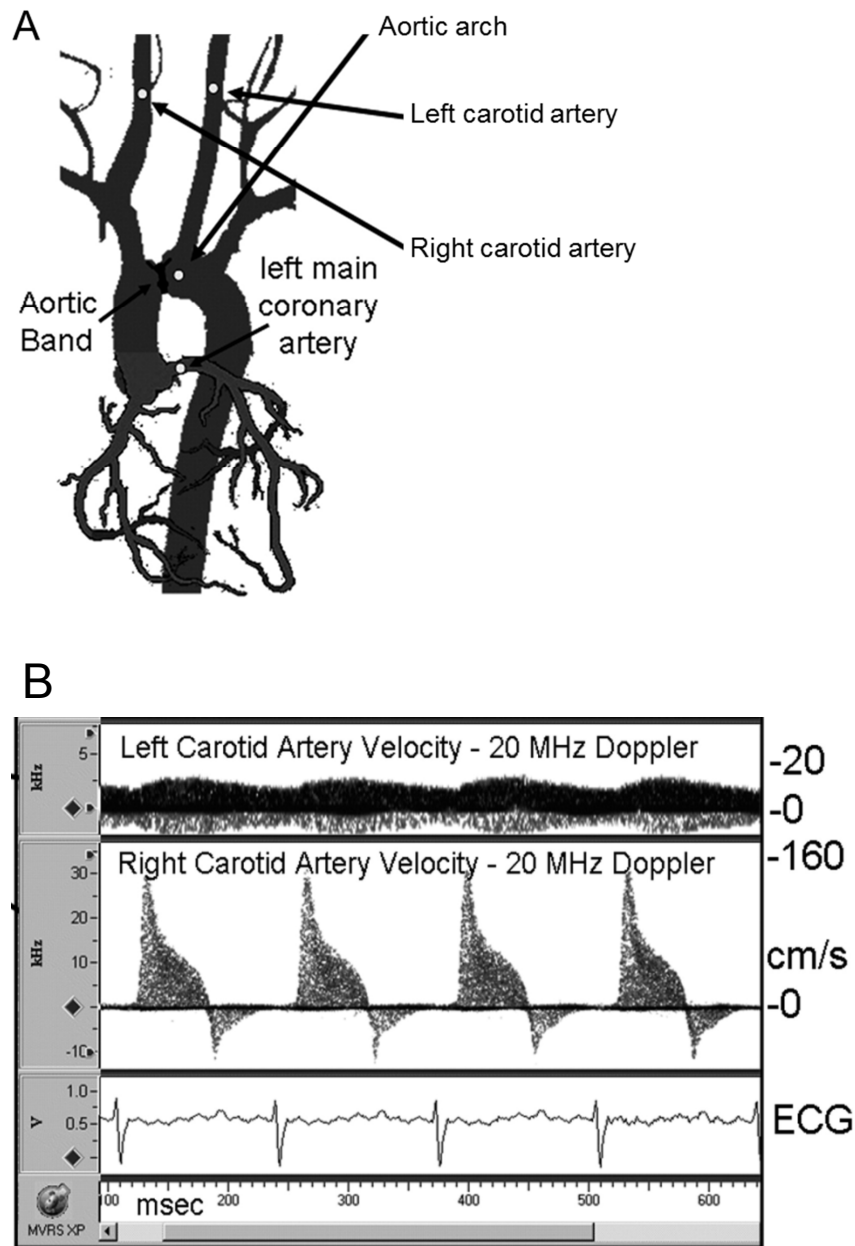 A
Aortic arch
Left carotid artery
Right carotid artery
left main
coronary
artery
Aortic
Band
B
Left Carotid Artery Velocity - 20 MHz Doppler
kHz
5
-20
-0
Right Carotid Artery Velocity - 20 MHz Doppler
kHz
30
20
10
0
-10
-160
cm/s
-0
V
1.0
0.5
ECG
100 200 300 400 500 600
msec
MVRS XP